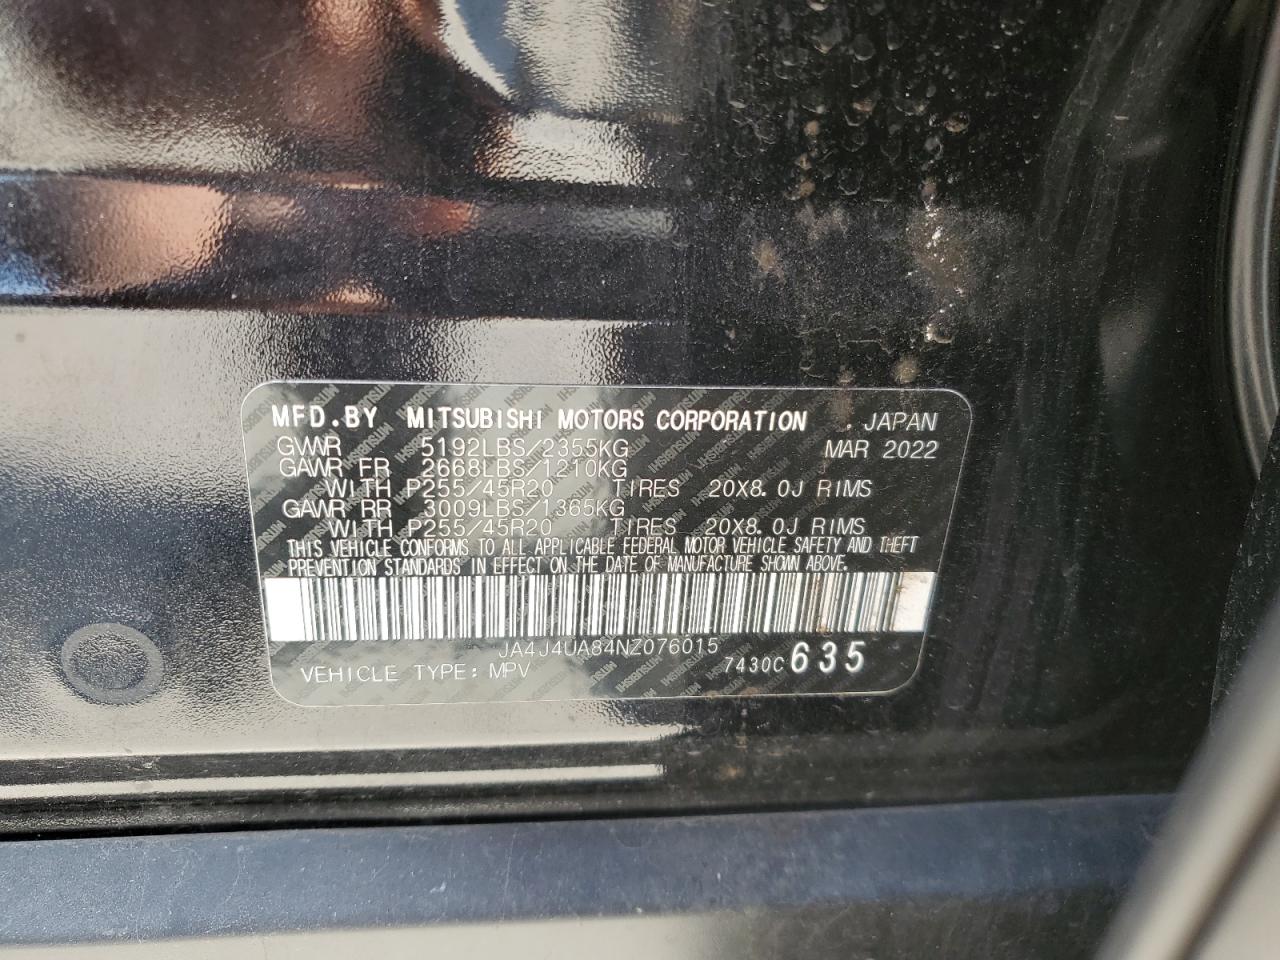 MFD.BY MITSUBISHI MOTORS CORPORATION . JAPAN
GVWR 5192LBS/2355KG MAR 2022
GAWR FR 2668LBS/1210KG
WITH P255/45R20 TIRES 20X8.0J RIMS
GAWR RR 3009LBS/1365KG
WITH P255/45R20 TIRES 20X8.0J RIMS
THIS VEHICLE CONFORMS TO ALL APPLICABLE FEDERAL MOTOR VEHICLE SAFETY AND THEFT
PREVENTION STANDARDS IN EFFECT ON THE DATE OF MANUFACTURE SHOWN ABOVE.
JA4J4UA84NZ076015
VEHICLE TYPE: MPV 7430C 635